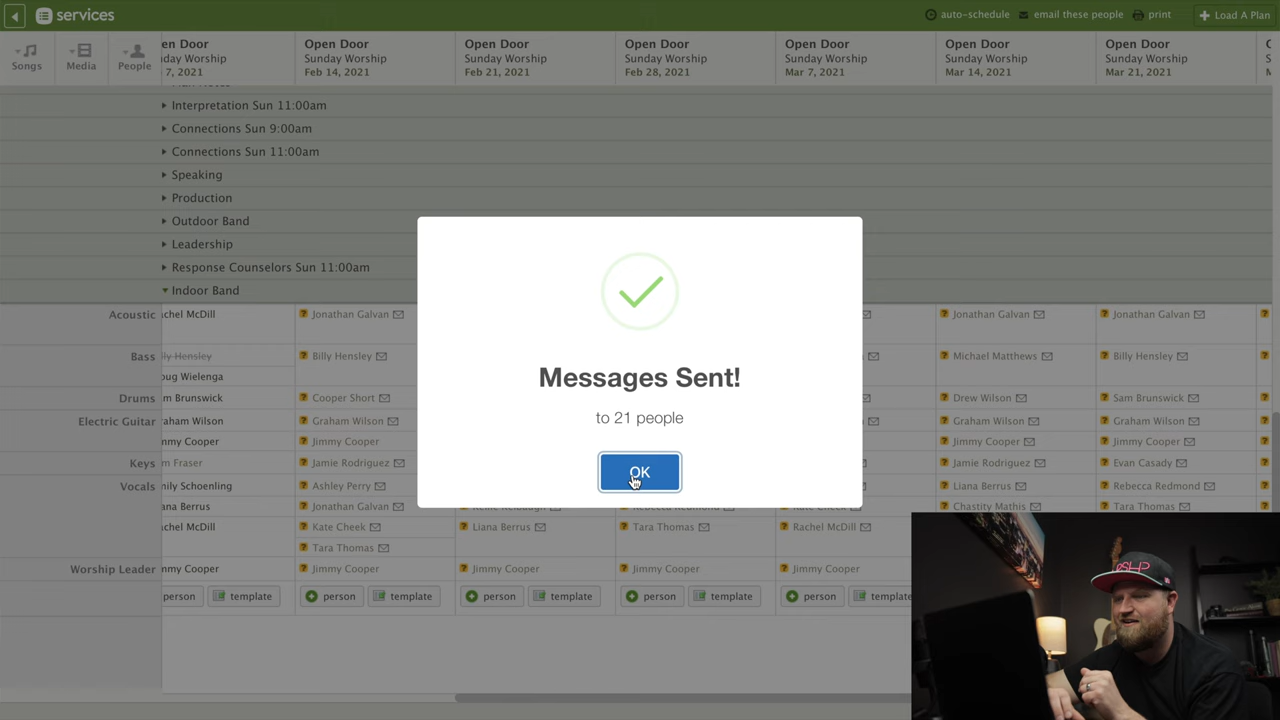 services
auto-schedule
email these people
print
Load A Plan
Songs
Media
People
en Door
Sunday Worship
7, 2021
Open Door
Sunday Worship
Feb 14, 2021
Open Door
Sunday Worship
Feb 21, 2021
Open Door
Sunday Worship
Feb 28, 2021
Open Door
Sunday Worship
Mar 7, 2021
Open Door
Sunday Worship
Mar 14, 2021
Open Door
Sunday Worship
Mar 21, 2021
Interpretation Sun 11:00am
Connections Sun 9:00am
Connections Sun 11:00am
Speaking
Production
Outdoor Band
Leadership
Response Counselors Sun 11:00am
Indoor Band
Messages Sent!
to 21 people
OK
Acoustic
chel McDill
Jonathan Galvan
Jonathan Galvan
Jonathan Galvan
Bass
lly Hensley
Billy Hensley
Michael Matthews
Billy Hensley
oug Wielenga
Drums
m Brunswick
Cooper Short
Drew Wilson
Sam Brunswick
Electric Guitar
raham Wilson
Graham Wilson
Graham Wilson
Graham Wilson
mmy Cooper
Jimmy Cooper
Jimmy Cooper
Jimmy Cooper
Keys
m Fraser
Jamie Rodriguez
Jamie Rodriguez
Evan Casady
Vocals
mily Schoenling
Ashley Perry
Liana Berrus
Rebecca Redmond
ana Berrus
Jonathan Galvan
Chastity Mathis
Tara Thomas
chel McDill
Kate Cheek
Liana Berrus
Tara Thomas
Rachel McDill
Tara Thomas
Worship Leader
mmy Cooper
Jimmy Cooper
Jimmy Cooper
Jimmy Cooper
Jimmy Cooper
person
template
person
template
person
template
person
template
person
template